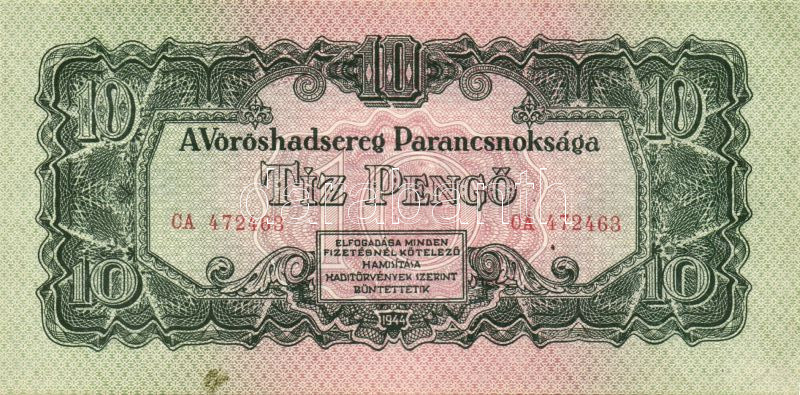 10
10 10
A Vöröshadsereg Parancsnoksága
Tíz Pengő
CA 472463 CA 472463
ELFOGADÁSA MINDEN
FIZETÉSNÉL KÖTELEZŐ
HAMISÍTÁSA
HADITÖRVÉNYEK SZERINT
BÜNTETTETIK
10 10
1944